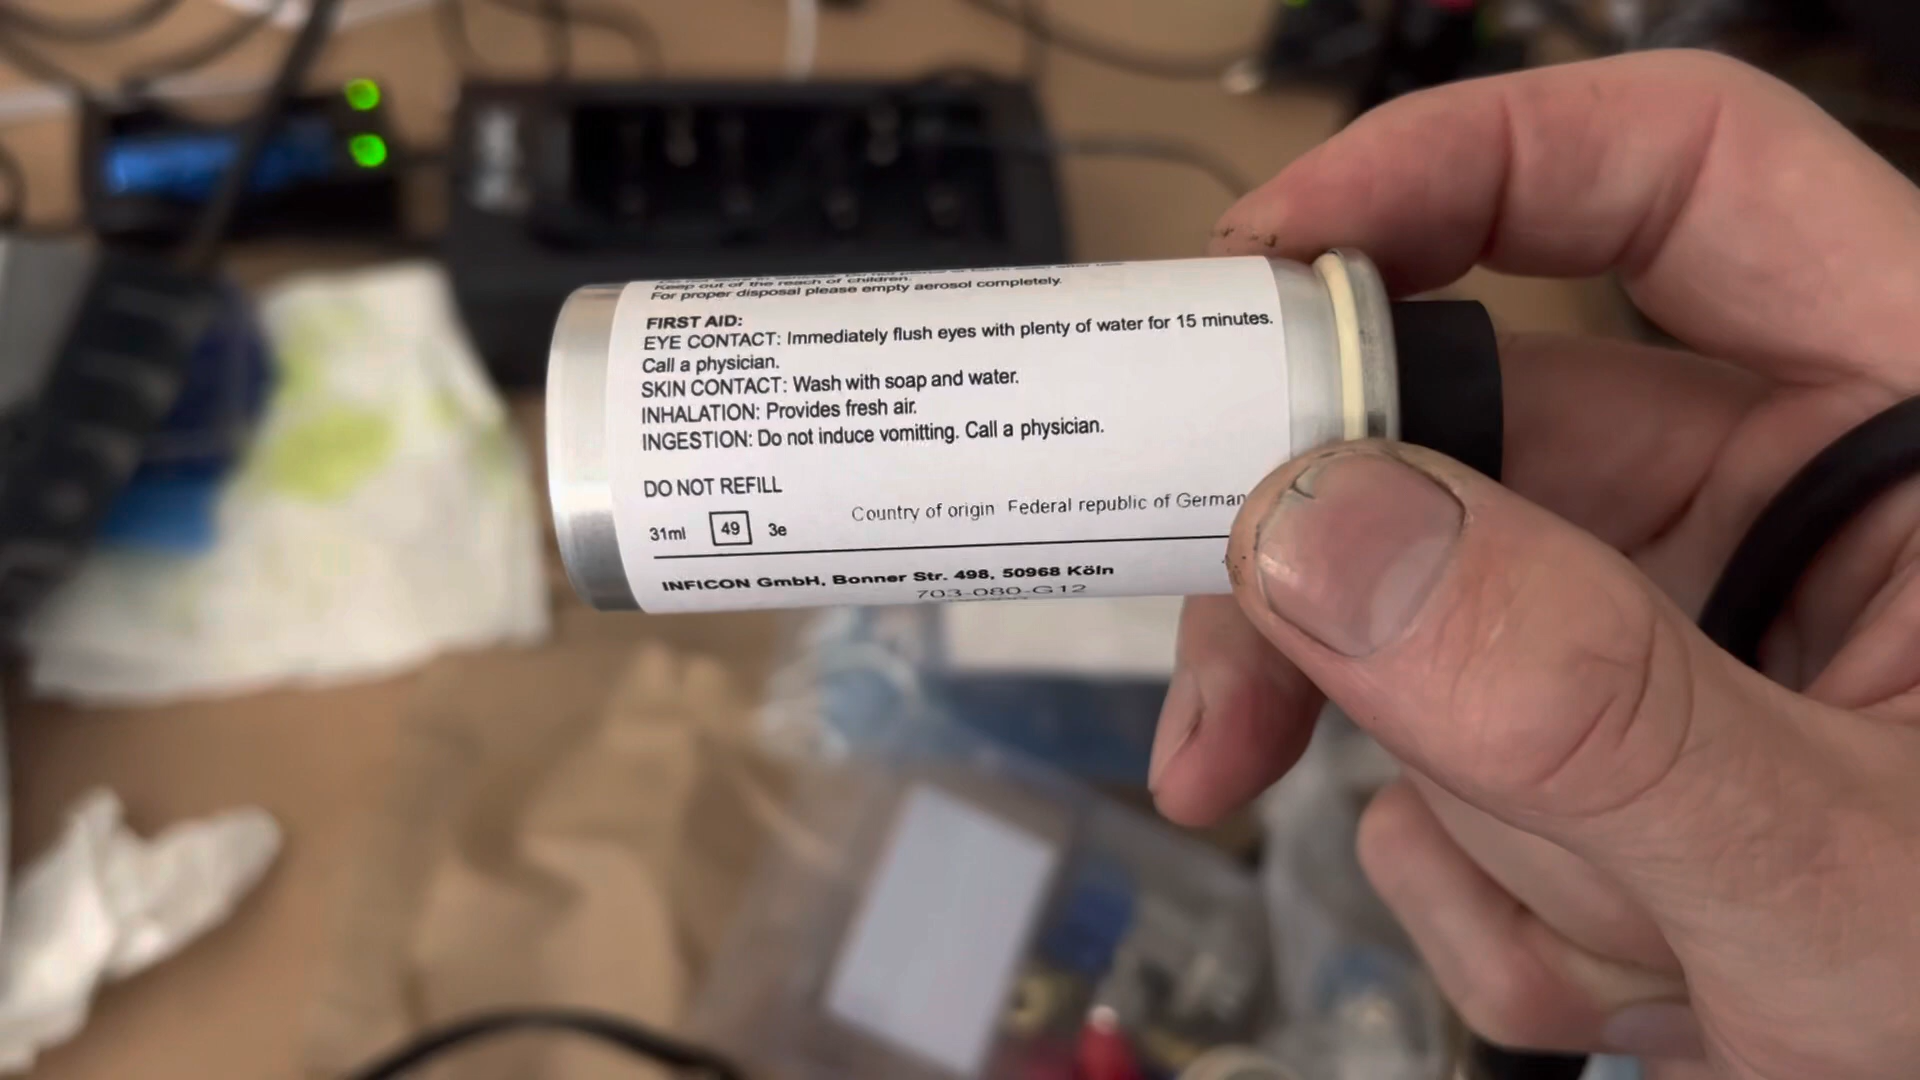 Keep out of the reach of children.
For proper disposal please empty aerosol completely.
FIRST AID:
EYE CONTACT: Immediately flush eyes with plenty of water for 15 minutes.
Call a physician.
SKIN CONTACT: Wash with soap and water.
INHALATION: Provides fresh air.
INGESTION: Do not induce vomitting. Call a physician.
DO NOT REFILL
31ml 49 3e
Country of origin Federal republic of German
INFICON GmbH, Bonner Str. 498, 50968 Köln
703-080-G12